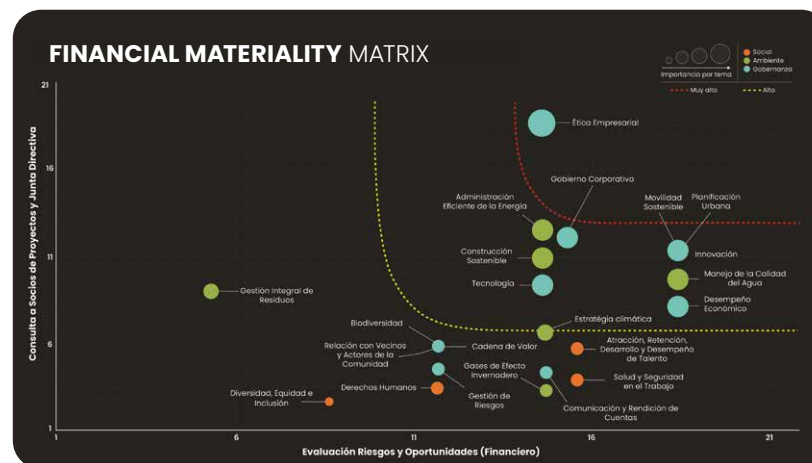 FINANCIAL MATERIALITY MATRIX
Social
Ambiente
Gobernanza
Importancia por tema
Muy alto
Alto
Consulta a Socios de Proyectos y Junta Directiva
21
16
11
6
1
Ética Empresarial
Gobierno Corporativo
Administración
Eficiente de la Energía
Construcción
Sostenible
Tecnología
Movilidad
Sostenible
Planificación
Urbana
Innovación
Manejo de la Calidad
del Agua
Desempeño
Económico
Gestión Integral de
Residuos
Estratégia climática
Biodiversidad
Relación con Vecinos
y Actores de la
Comunidad
Cadena de Valor
Atracción, Retención,
Desarrollo y Desempeño
de Talento
Gases de Efecto
Invernadero
Salud y Seguridad
en el Trabajo
Derechos Humanos
Gestión de
Riesgos
Diversidad, Equidad e
Inclusión
Comunicación y Rendición de
Cuentas
1
6
11
16
21
Evaluación Riesgos y Oportunidades (Financiero)